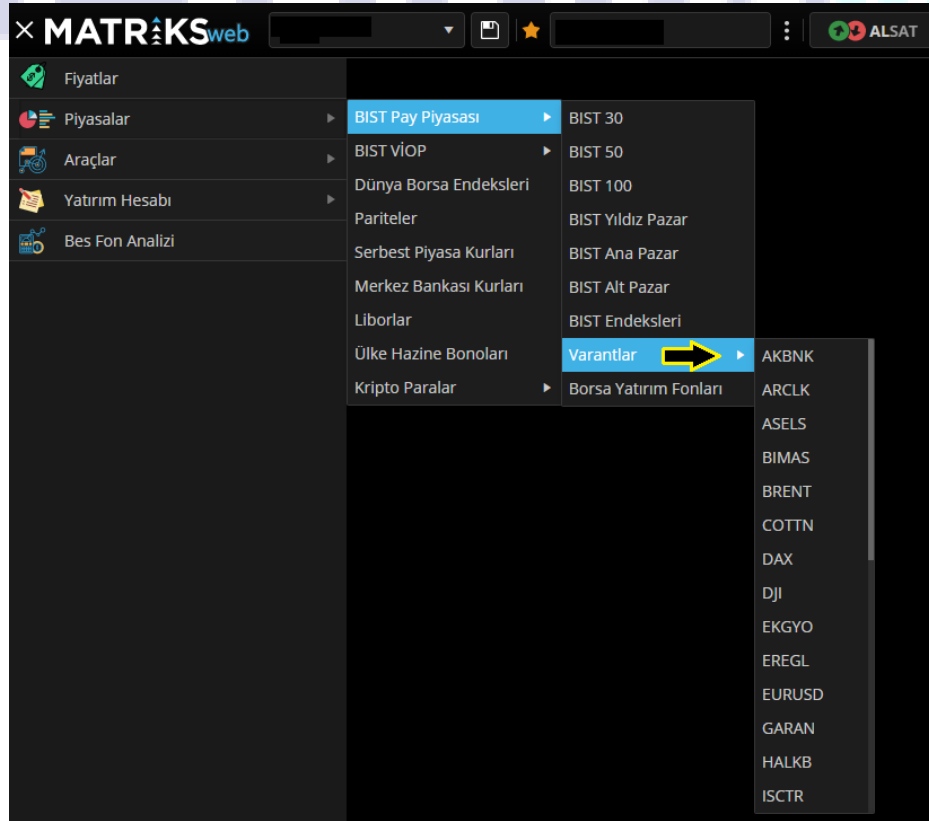 MATRİKSweb
ALSAT
Fiyatlar
Piyasalar
Araçlar
Yatırım Hesabı
Bes Fon Analizi
BIST Pay Piyasası
BIST VİOP
Dünya Borsa Endeksleri
Pariteler
Serbest Piyasa Kurları
Merkez Bankası Kurları
Liborlar
Ülke Hazine Bonoları
Kripto Paralar
BIST 30
BIST 50
BIST 100
BIST Yıldız Pazar
BIST Ana Pazar
BIST Alt Pazar
BIST Endeksleri
Varantlar
Borsa Yatırım Fonları
AKBNK
ARCLK
ASELS
BIMAS
BRENT
COTTN
DAX
DJI
EKGYO
EREGL
EURUSD
GARAN
HALKB
ISCTR